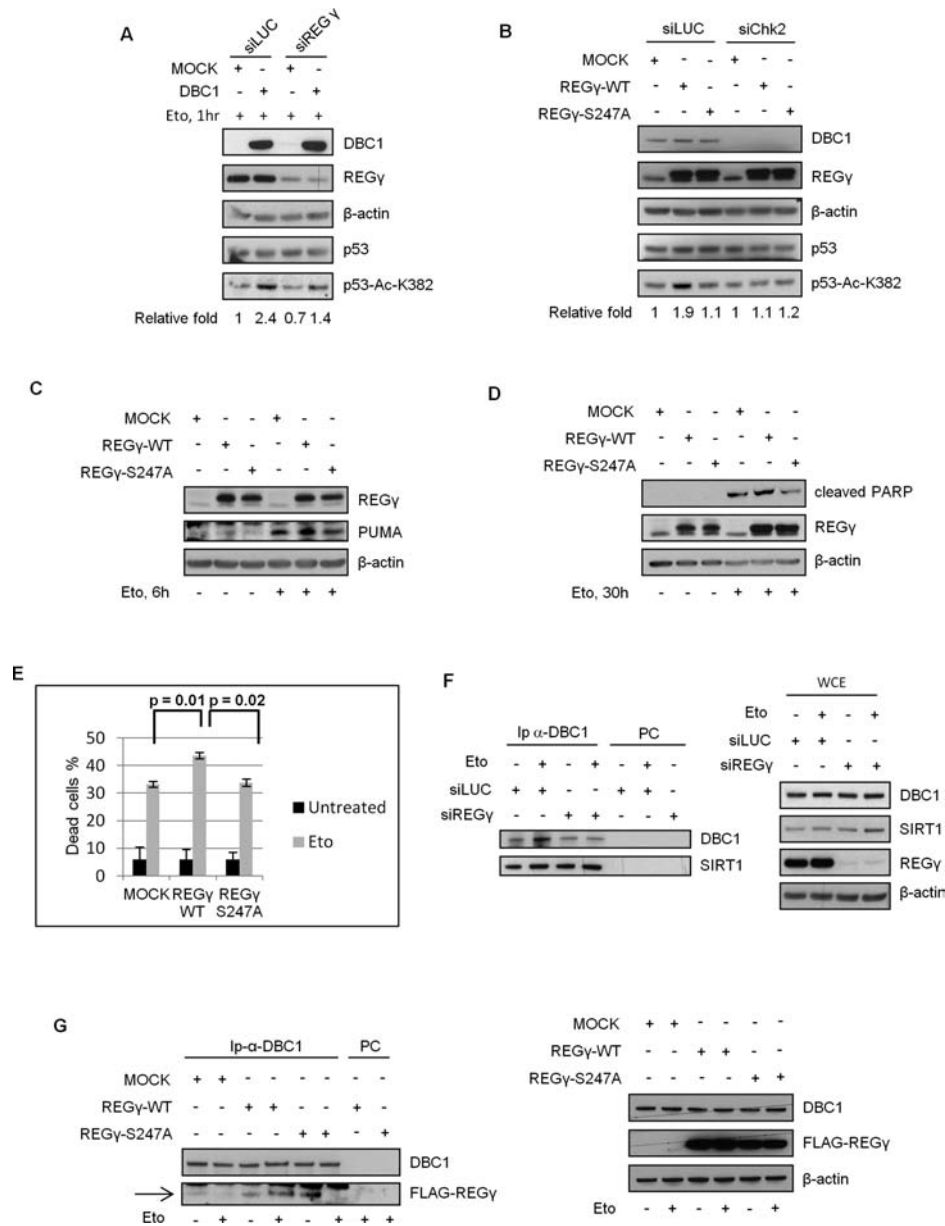 A
siLUC siREG γ
MOCK + - + -
DBC1 - + - +
Eto, 1hr + + + +
DBC1
REGγ
β-actin
p53
p53-Ac-K382
Relative fold 1 2.4 0.7 1.4
B
siLUC siChk2
MOCK + - - + - -
REGγ-WT - + - - + -
REGγ-S247A - - + - - +
DBC1
REGγ
β-actin
p53
p53-Ac-K382
Relative fold 1 1.9 1.1 1 1.1 1.2
C
MOCK + - - + - -
REGγ-WT - + - - + -
REGγ-S247A - - + - - +
REGγ
PUMA
β-actin
Eto, 6h - - - + + +
D
MOCK + - - + - -
REGγ-WT - + - - + -
REGγ-S247A - - + - - +
cleaved PARP
REGγ
β-actin
Eto, 30h - - - + + +
E
p = 0.01 p = 0.02
Dead cells %
50
40
30
20
10
0
MOCK REGγ WT REGγ S247A
Untreated
Eto
F
Ip α-DBC1 PC
Eto - + - + - + -
siLUC + + - - + + -
siREGγ - - + + - - +
DBC1
SIRT1
WCE
Eto - + - +
siLUC + + - -
siREGγ - - + +
DBC1
SIRT1
REGγ
β-actin
G
Ip-α-DBC1 PC
MOCK + + - - - - - -
REGγ-WT - - + + - - + -
REGγ-S247A - - - - + + - +
DBC1
FLAG-REGγ
Eto - + - + - + + +
MOCK + + - - - -
REGγ-WT - - + + - -
REGγ-S247A - - - - + +
DBC1
FLAG-REGγ
β-actin
Eto - + - + - +